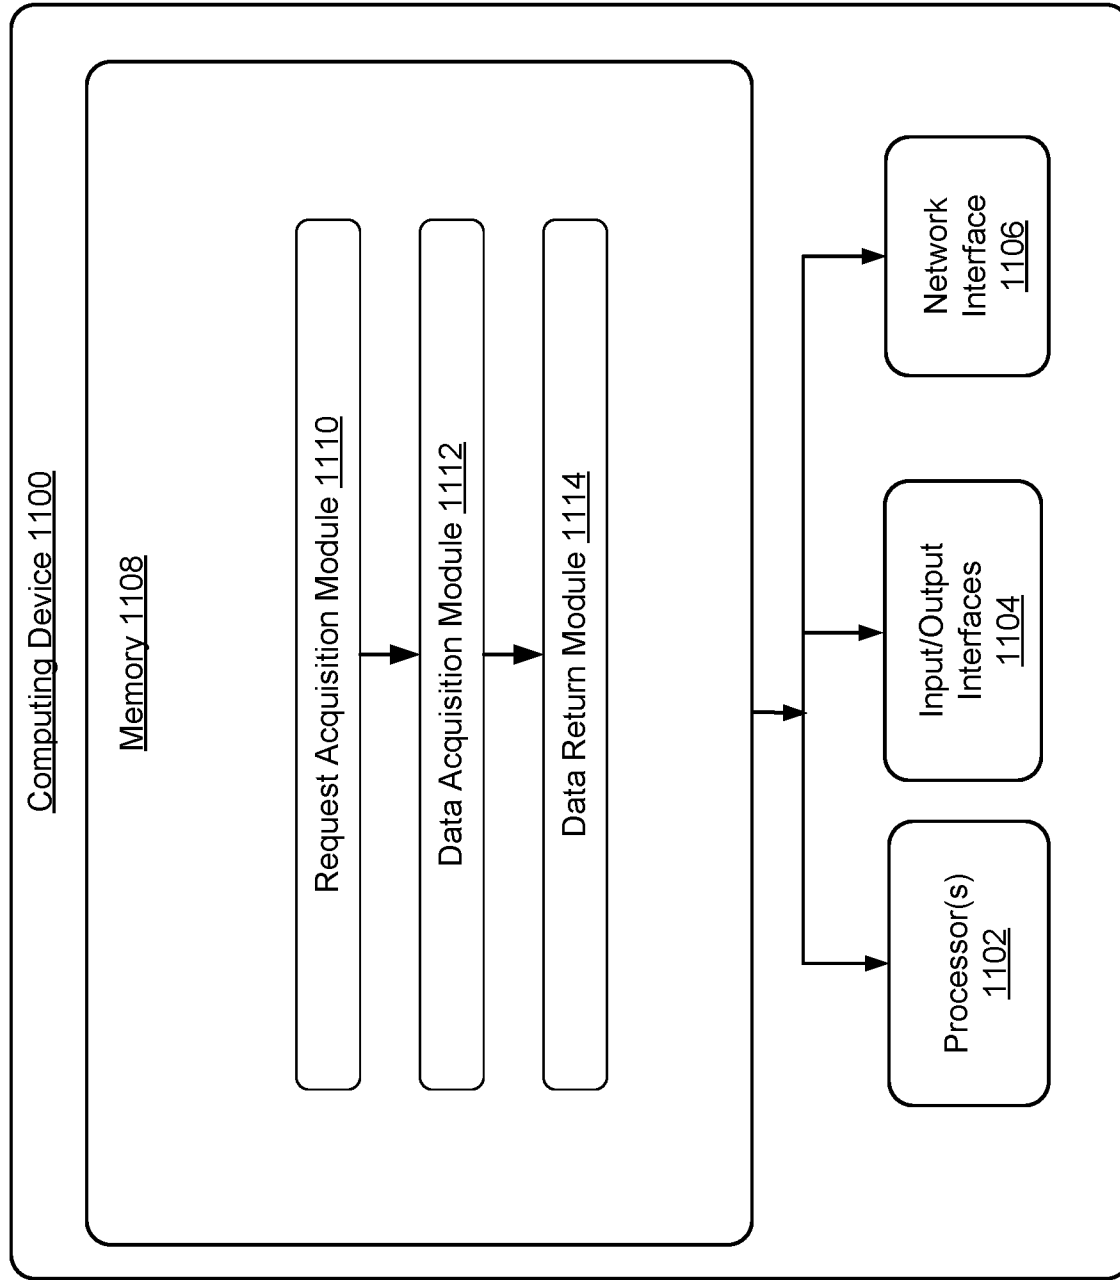 Computing Device 1100
Memory 1108
Request Acquisition Module 1110
Data Acquisition Module 1112
Data Return Module 1114
Processor(s)
1102
Input/Output
Interfaces
1104
Network
Interface
1106